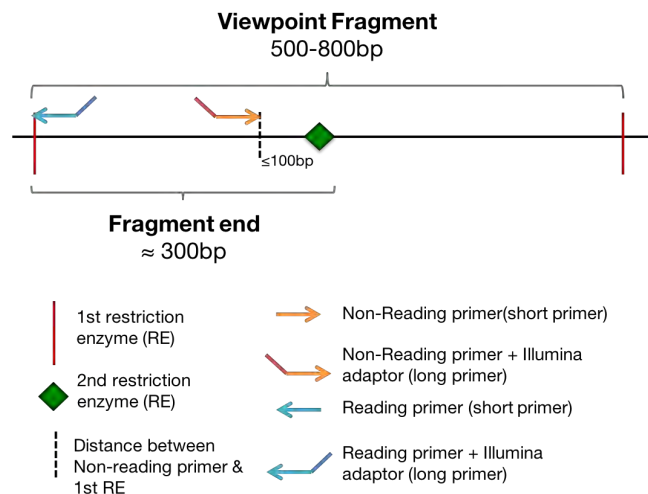 Viewpoint Fragment
500-800bp
≤100bp
Fragment end
≈ 300bp
1st restriction
enzyme (RE)
2nd restriction
enzyme (RE)
Distance between
Non-reading primer &
1st RE
Non-Reading primer(short primer)
Non-Reading primer + Illumina
adaptor (long primer)
Reading primer (short primer)
Reading primer + Illumina
adaptor (long primer)